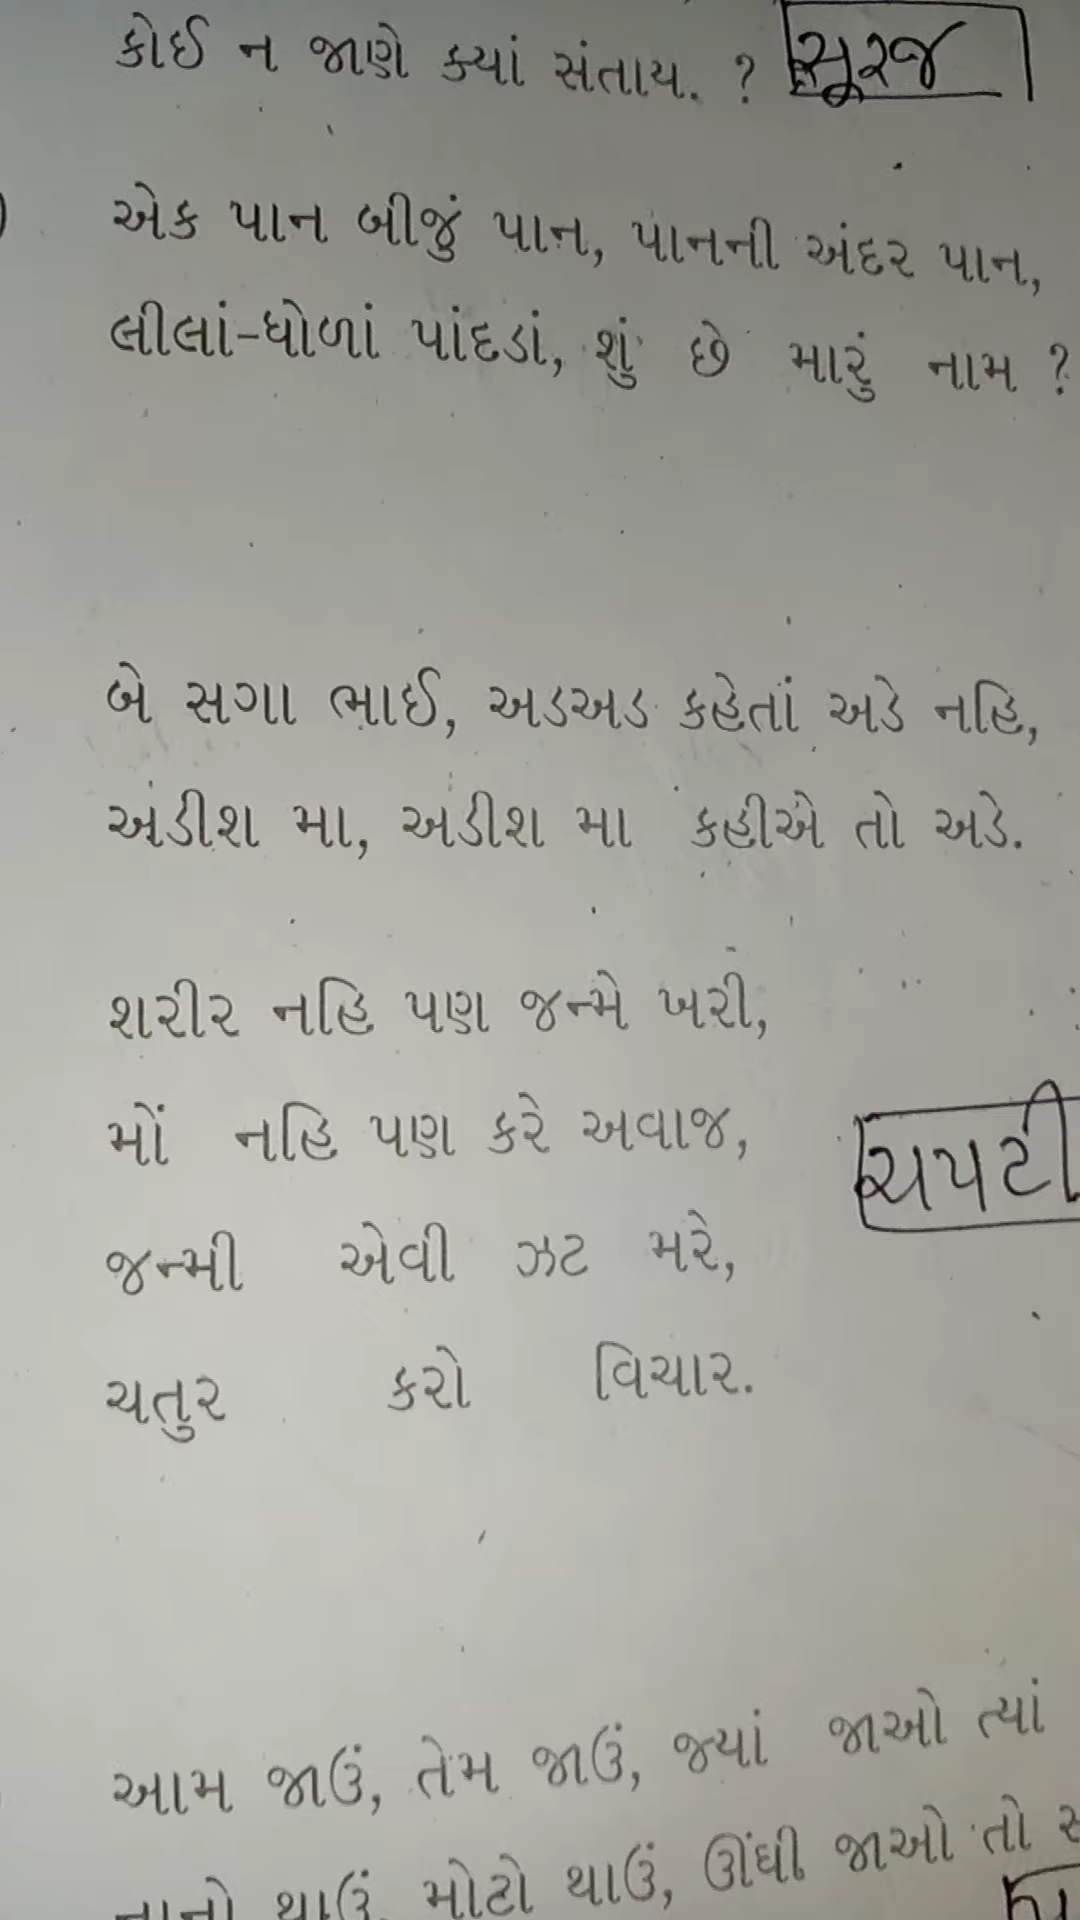 કોઈ ન જાણે ક્યાં સંતાય. ? સૂરજ
એક પાન બીજું પાન, પાનની અંદર પાન,
લીલાં-ધોળાં પાંદડાં, શું છે મારું નામ ?
બે સગા ભાઈ, અડઅડ કહેતાં અડે નહિ,
અડીશ મા, અડીશ મા કહીએ તો અડે.
શરીર નહિ પણ જન્મે ખરી,
મોં નહિ પણ કરે અવાજ,
ચપટી
જન્મી એવી ઝટ મરે,
ચતુર કરો વિચાર.
આમ જાઉં, તેમ જાઉં, જ્યાં જાઓ ત્યાં
નાનો થાઉં, મોટો થાઉં, ઊંઘી જાઓ તો